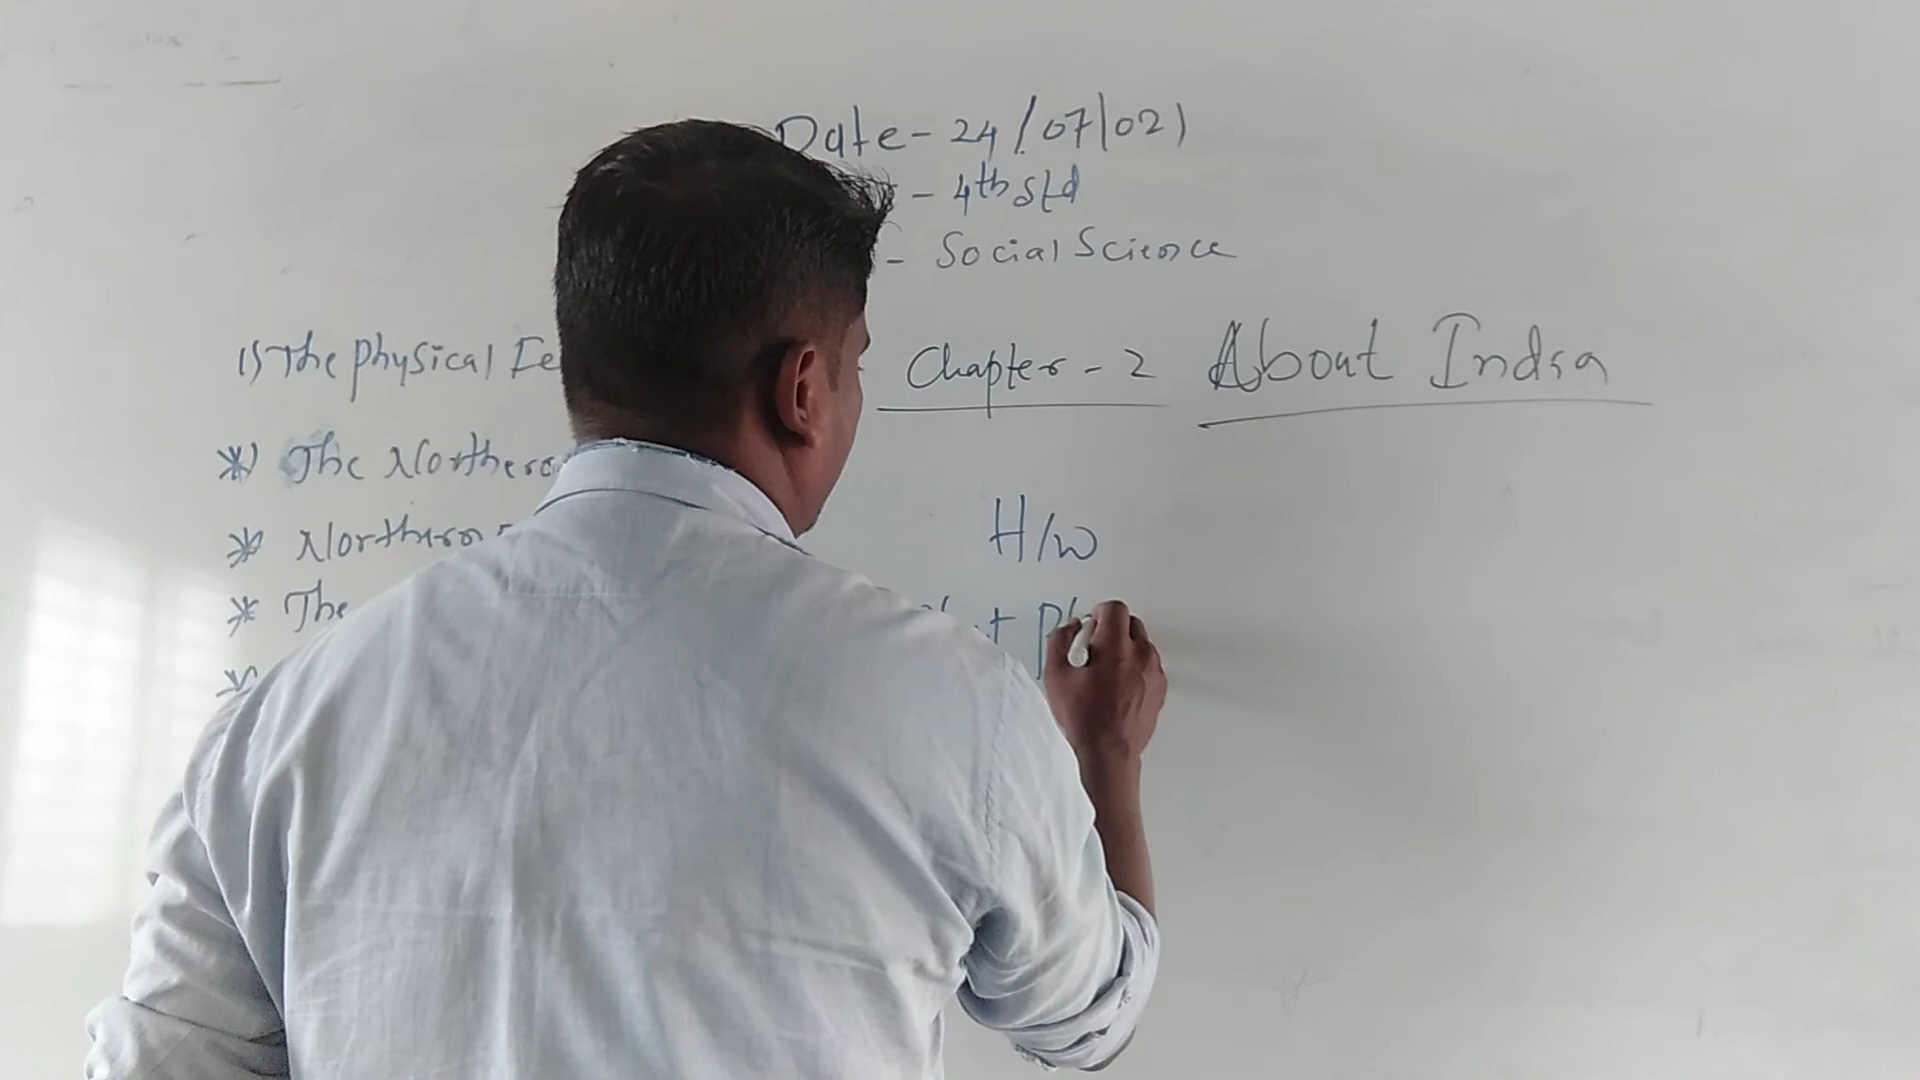 Date - 24/07/021
- 4th Std
- Social Science
Chapter - 2 About India
1) The Physical Fe
*) The Northern
* Northern
* The
*
H/w